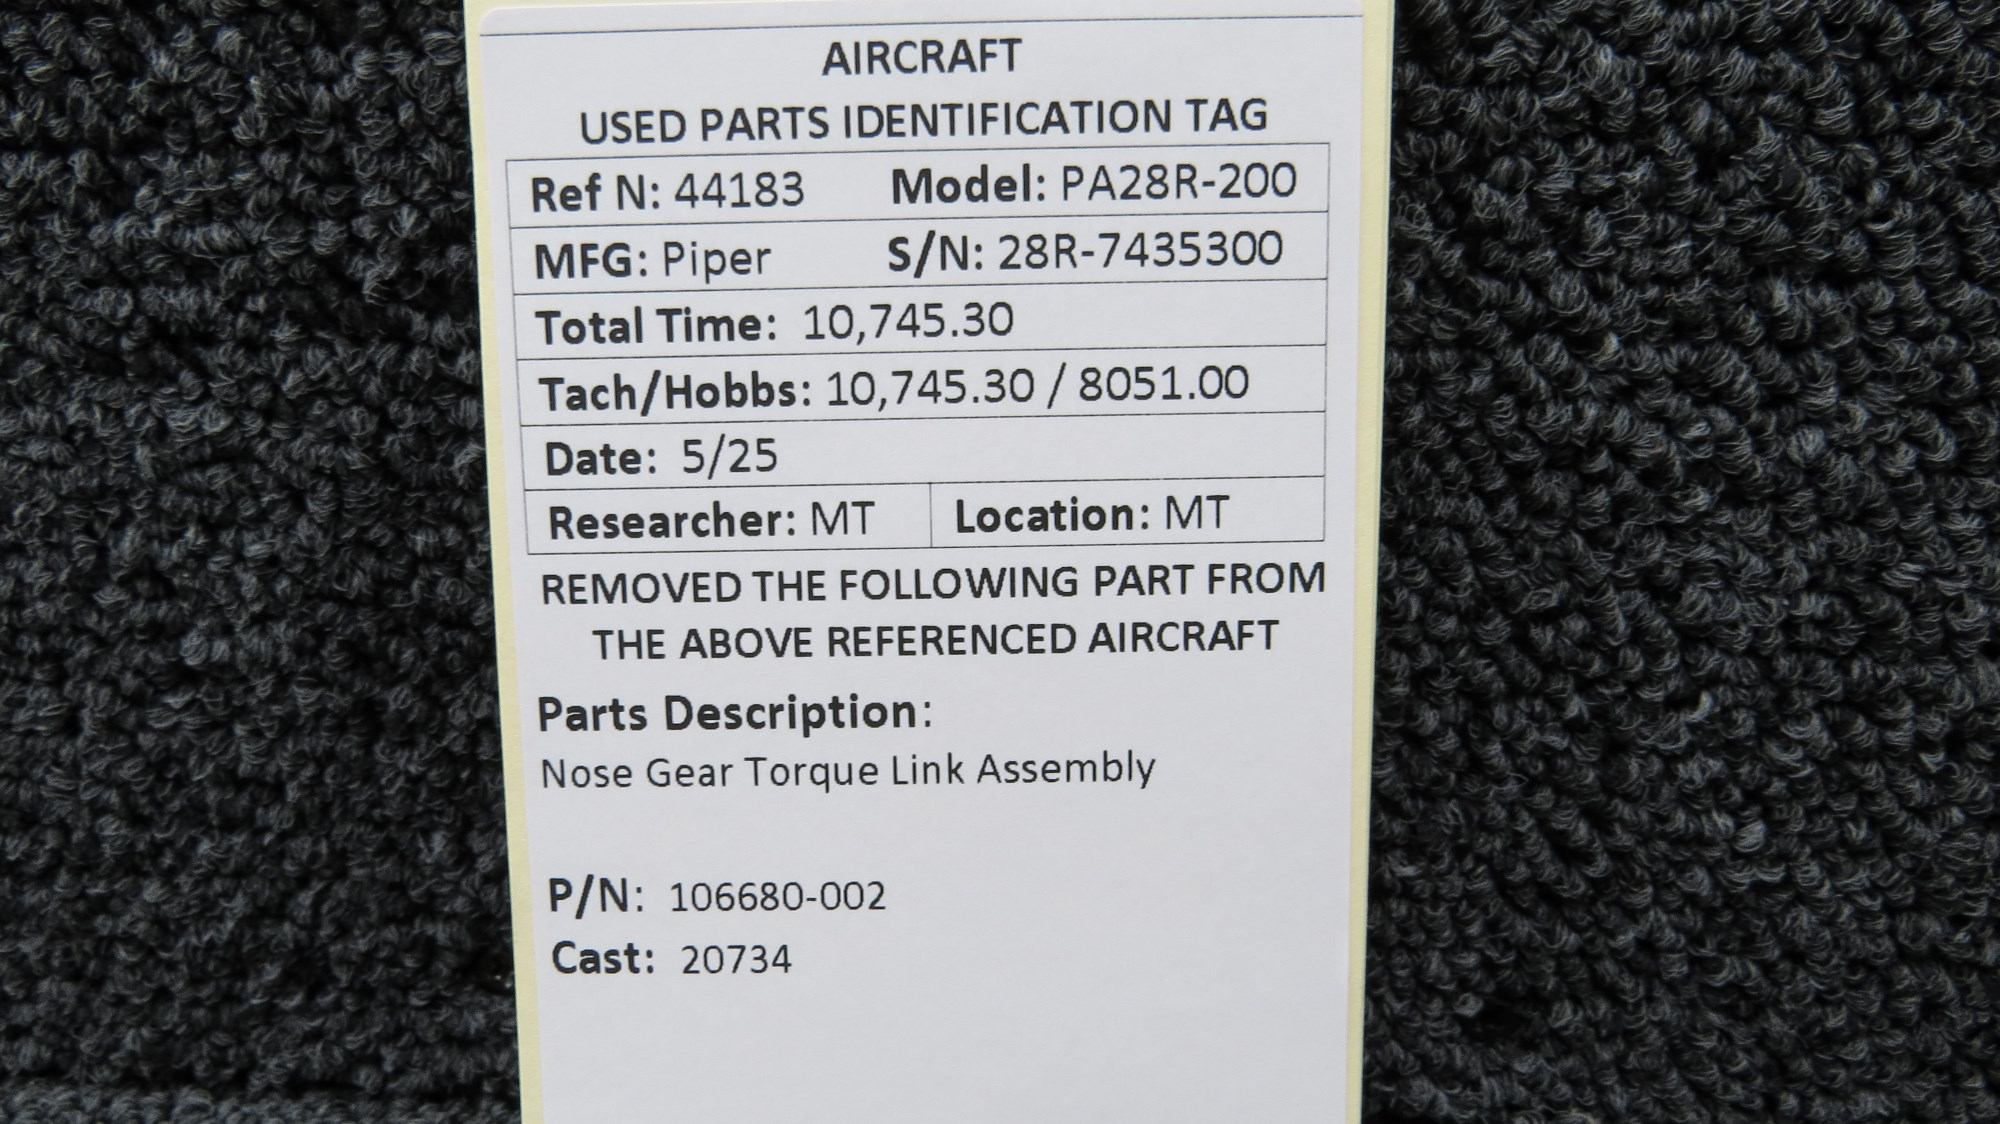 AIRCRAFT
USED PARTS IDENTIFICATION TAG
Ref N: 44183 Model: PA28R-200
MFG: Piper S/N: 28R-7435300
Total Time: 10,745.30
Tach/Hobbs: 10,745.30 / 8051.00
Date: 5/25
Researcher: MT Location: MT
REMOVED THE FOLLOWING PART FROM
THE ABOVE REFERENCED AIRCRAFT
Parts Description:
Nose Gear Torque Link Assembly
P/N: 106680-002
Cast: 20734